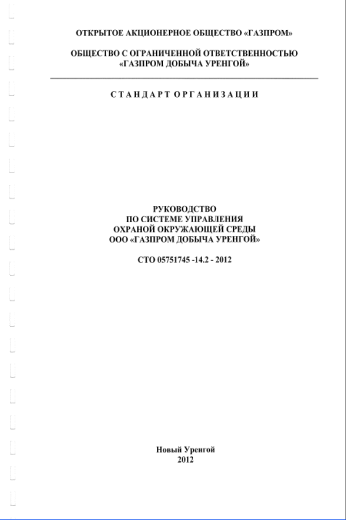 ОТКРЫТОЕ АКЦИОНЕРНОЕ ОБЩЕСТВО «ГАЗПРОМ»
ОБЩЕСТВО С ОГРАНИЧЕННОЙ ОТВЕТСТВЕННОСТЬЮ
«ГАЗПРОМ ДОБЫЧА УРЕНГОЙ»
С Т А Н Д А Р Т О Р Г А Н И З А Ц И И
РУКОВОДСТВО
ПО СИСТЕМЕ УПРАВЛЕНИЯ
ОХРАНОЙ ОКРУЖАЮЩЕЙ СРЕДЫ
ООО «ГАЗПРОМ ДОБЫЧА УРЕНГОЙ»
СТО 05751745 -14.2 - 2012
Новый Уренгой
2012